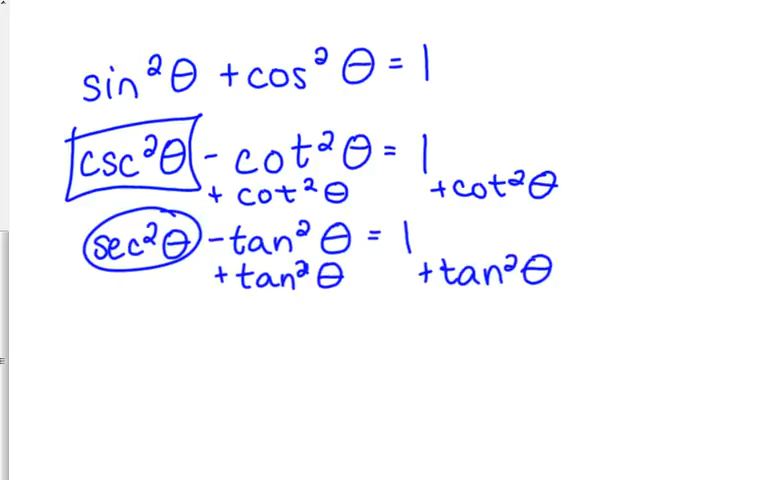 sin²θ + cos²θ = 1
csc²θ - cot²θ = 1
+ cot²θ +cot²θ
sec²θ - tan²θ = 1
+tan²θ +tan²θ